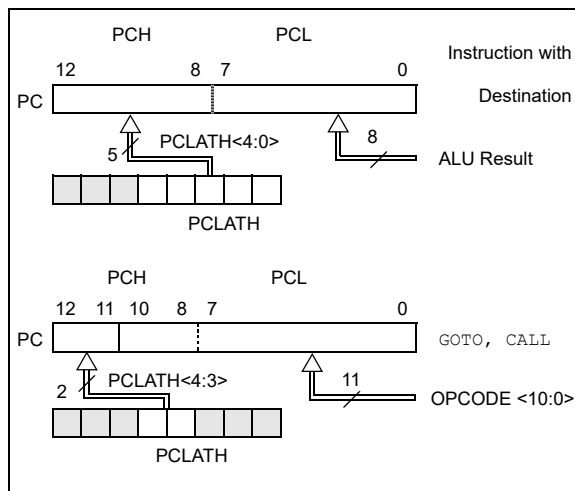 PCH PCL
12 8 7 0 Instruction with
PC Destination
5 PCLATH<4:0> 8 ALU Result
PCLATH
PCH PCL
12 11 10 8 7 0
PC GOTO, CALL
2 PCLATH<4:3> 11 OPCODE <10:0>
PCLATH